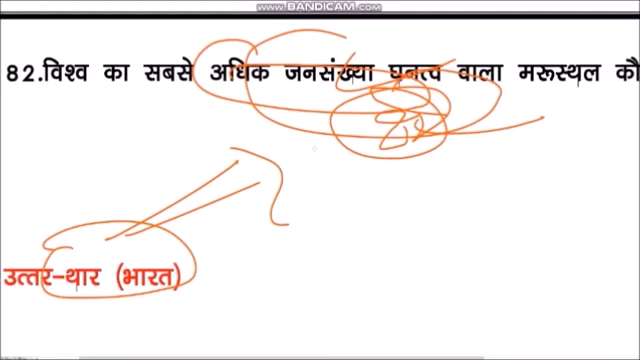 www.BANDICAM.com
82.विश्व का सबसे अधिक जनसंख्या घनत्व वाला मरूस्थल कौ
उत्तर-थार (भारत)